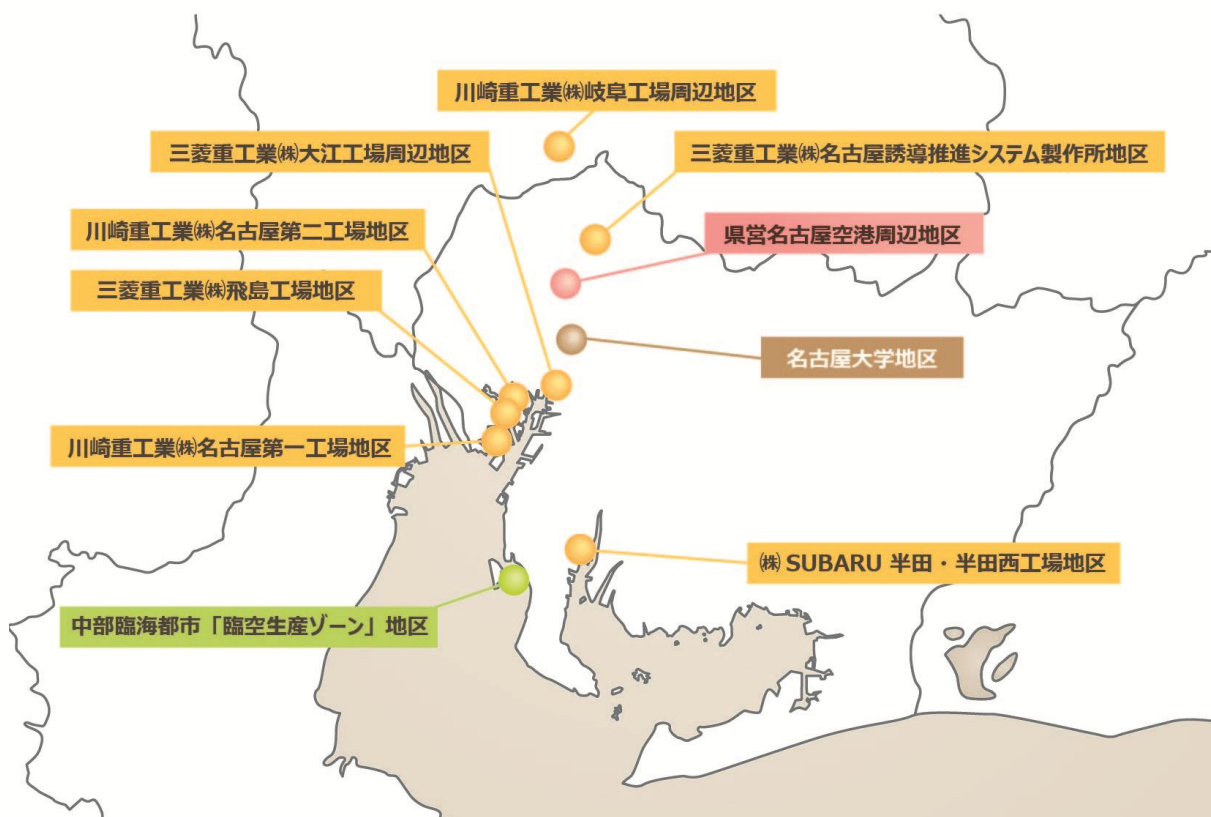 川崎重工業㈱岐阜工場周辺地区
三菱重工業㈱大江工場周辺地区
三菱重工業㈱名古屋誘導推進システム製作所地区
川崎重工業㈱名古屋第二工場地区
県営名古屋空港周辺地区
三菱重工業㈱飛島工場地区
名古屋大学地区
川崎重工業㈱名古屋第一工場地区
㈱ SUBARU 半田・半田西工場地区
中部臨海都市「臨空生産ゾーン」地区